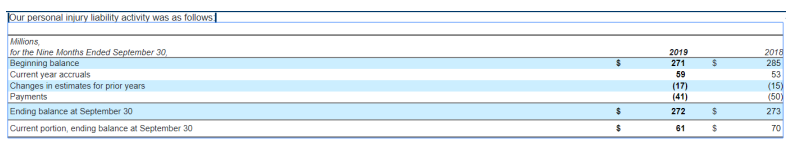 Our personal injury liability activity was as follows:
Millions,
for the Nine Months Ended September 30, 2019 2018
Beginning balance $ 271 $ 285
Current year accruals 59 53
Changes in estimates for prior years (17) (15)
Payments (41) (50)
Ending balance at September 30 $ 272 $ 273
Current portion, ending balance at September 30 $ 61 $ 70